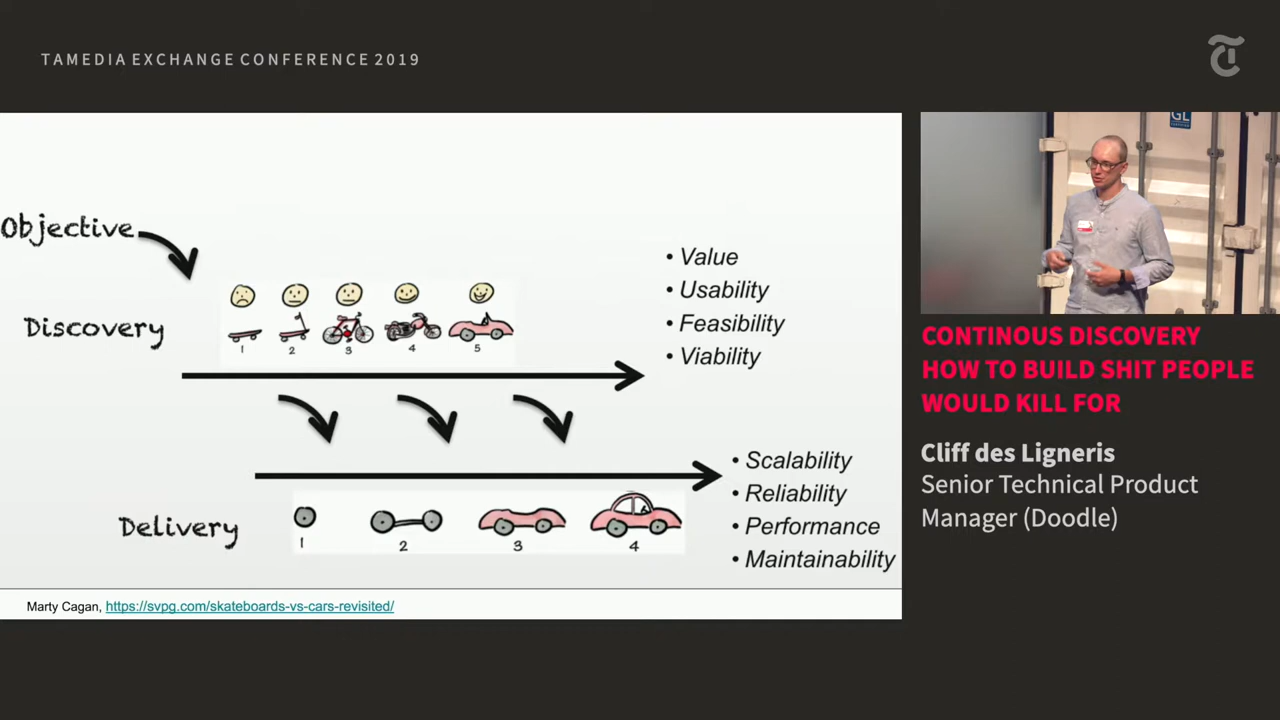 TAMEDIA EXCHANGE CONFERENCE 2019
Objective
Discovery
1 2 3 4 5
• Value
• Usability
• Feasibility
• Viability
Delivery
1 2 3 4
• Scalability
• Reliability
• Performance
• Maintainability
Marty Cagan, https://svpg.com/skateboards-vs-cars-revisited/
GL
CONTINOUS DISCOVERY
HOW TO BUILD SHIT PEOPLE
WOULD KILL FOR
Cliff des Ligneris
Senior Technical Product
Manager (Doodle)